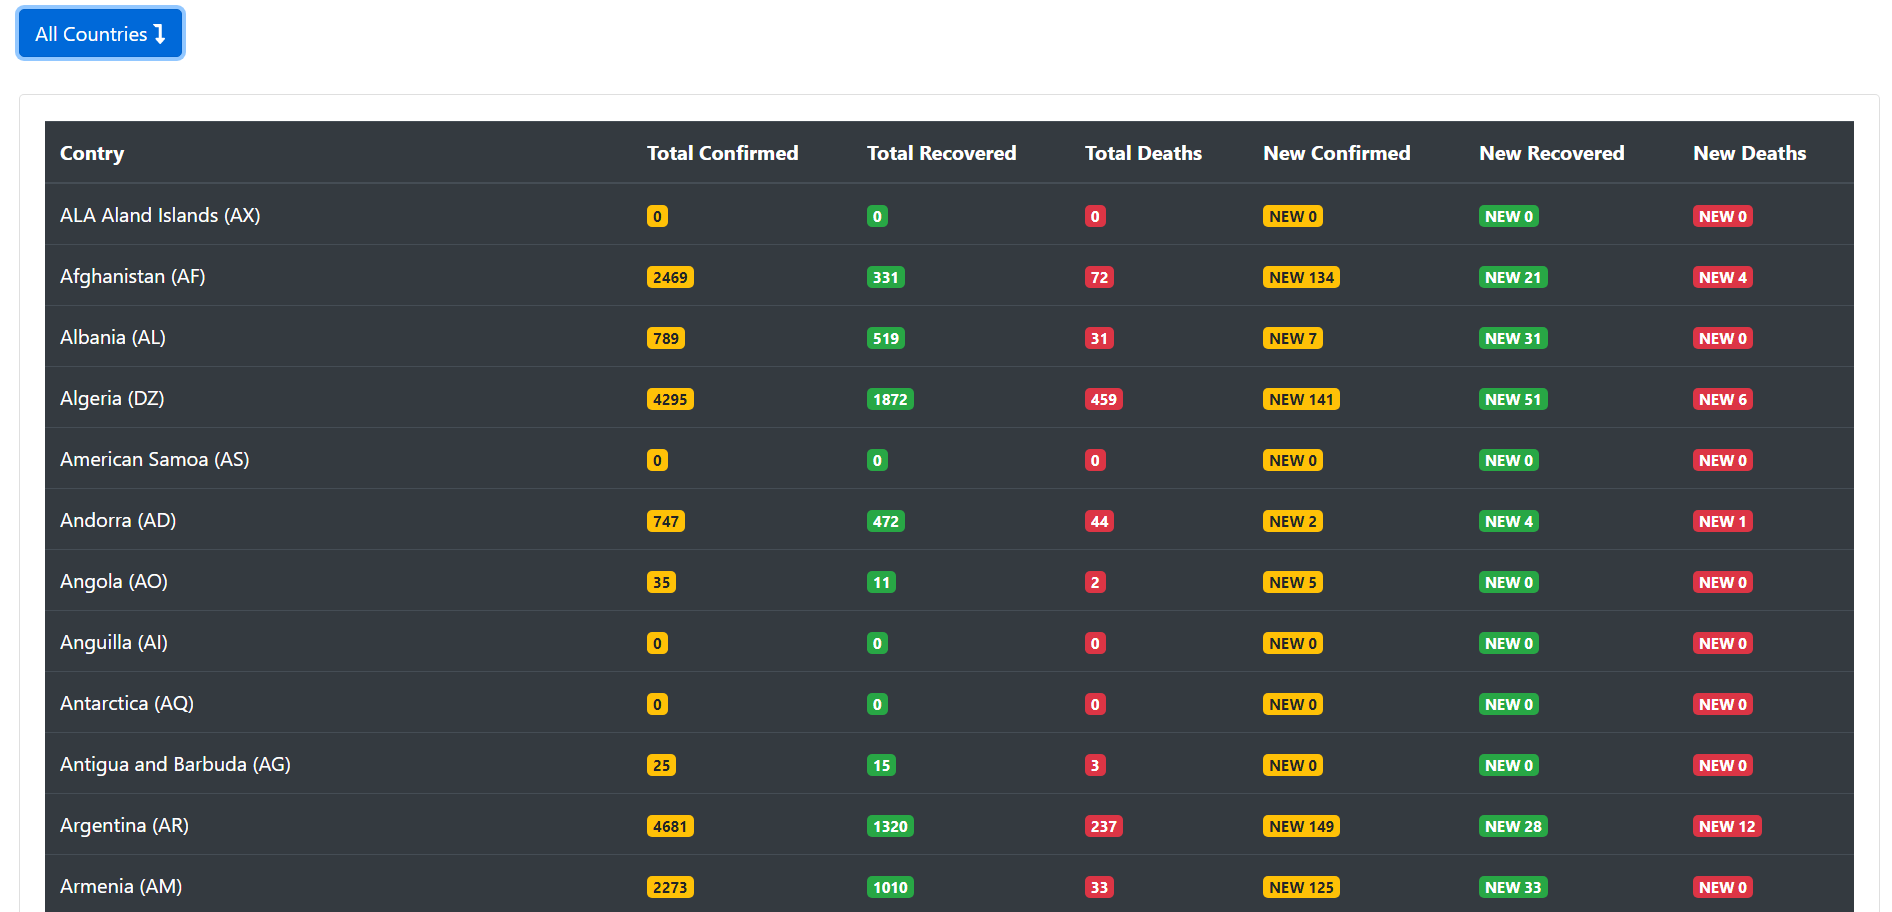 All Countries
Contry Total Confirmed Total Recovered Total Deaths New Confirmed New Recovered New Deaths
ALA Aland Islands (AX) 0 0 0 NEW 0 NEW 0 NEW 0
Afghanistan (AF) 2469 331 72 NEW 134 NEW 21 NEW 4
Albania (AL) 789 519 31 NEW 7 NEW 31 NEW 0
Algeria (DZ) 4295 1872 459 NEW 141 NEW 51 NEW 6
American Samoa (AS) 0 0 0 NEW 0 NEW 0 NEW 0
Andorra (AD) 747 472 44 NEW 2 NEW 4 NEW 1
Angola (AO) 35 11 2 NEW 5 NEW 0 NEW 0
Anguilla (AI) 0 0 0 NEW 0 NEW 0 NEW 0
Antarctica (AQ) 0 0 0 NEW 0 NEW 0 NEW 0
Antigua and Barbuda (AG) 25 15 3 NEW 0 NEW 0 NEW 0
Argentina (AR) 4681 1320 237 NEW 149 NEW 28 NEW 12
Armenia (AM) 2273 1010 33 NEW 125 NEW 33 NEW 0